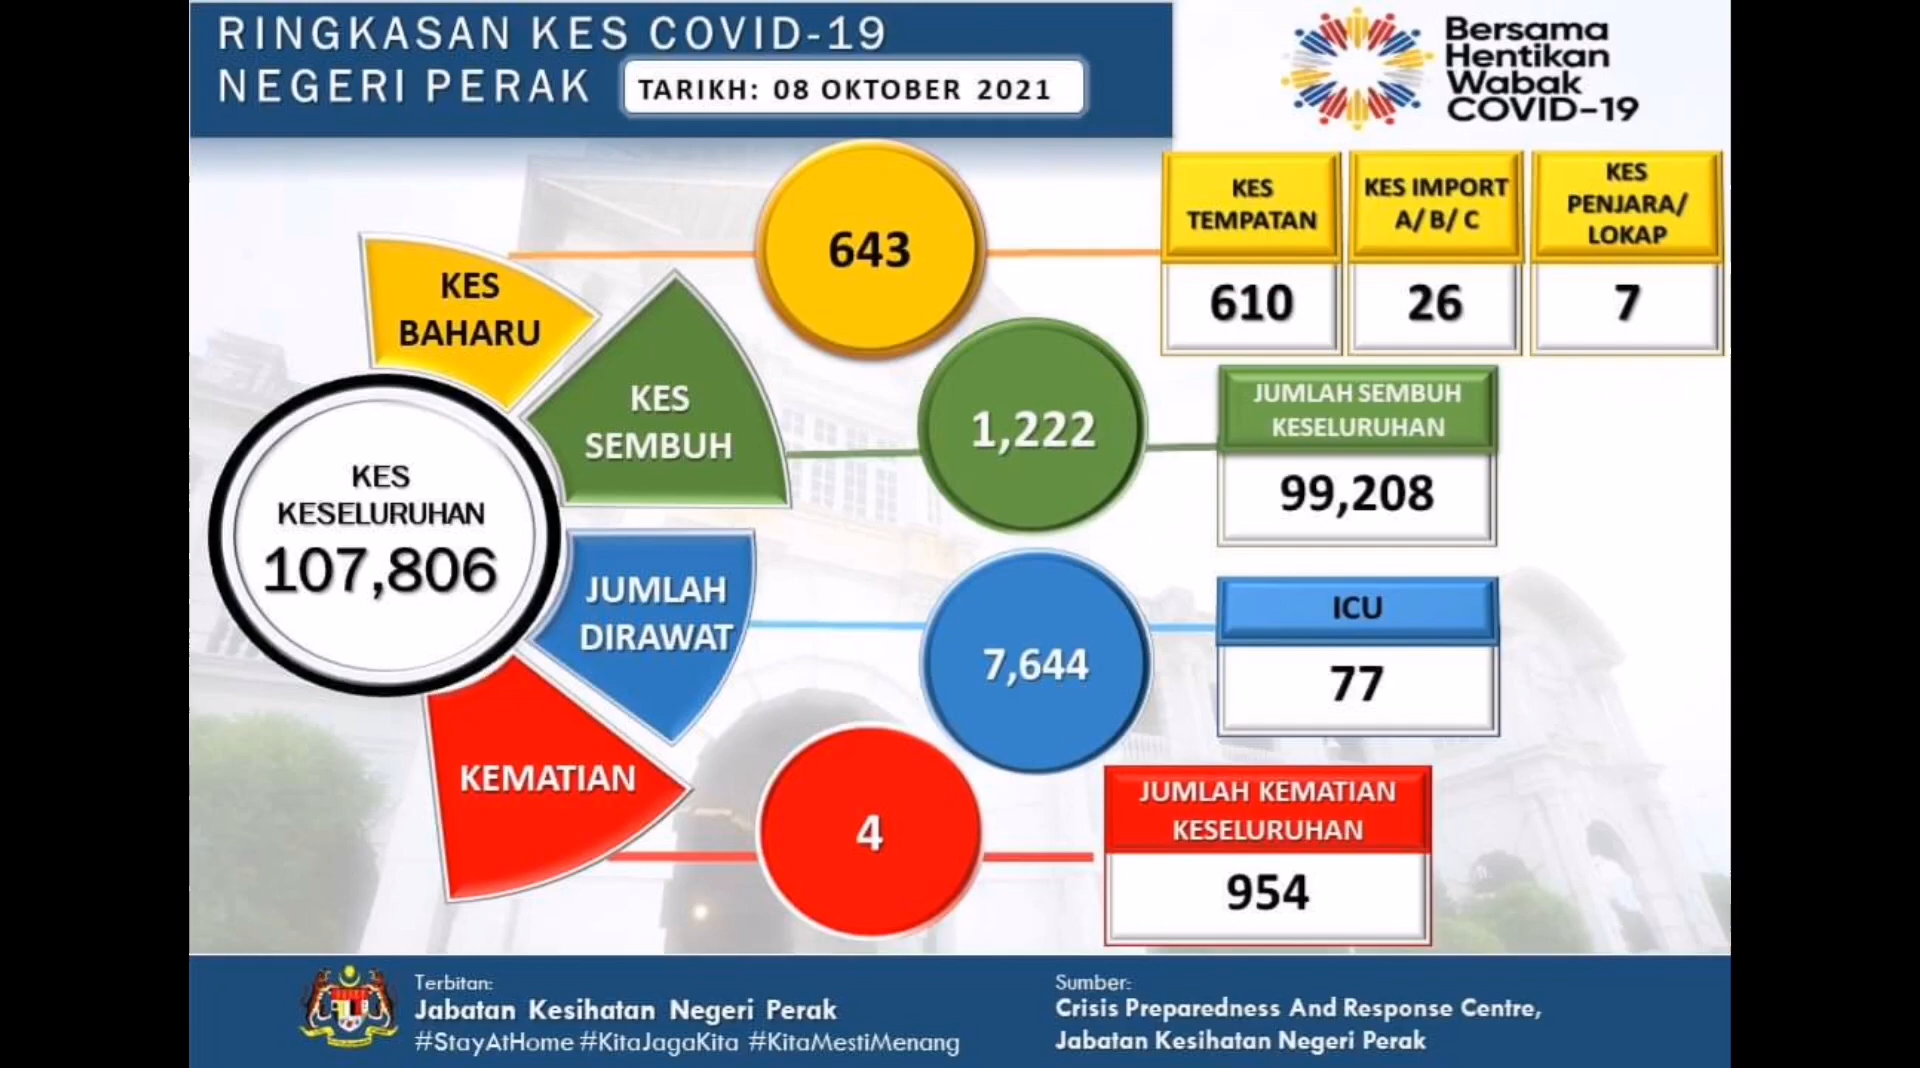 RINGKASAN KES COVID-19
NEGERI PERAK
TARIKH: 08 OKTOBER 2021
Bersama
Hentikan
Wabak
COVID-19
KES
BAHARU
643
KES
TEMPATAN
610
KES IMPORT
A/ B/ C
26
KES
PENJARA/
LOKAP
7
KES
SEMBUH
1,222
JUMLAH SEMBUH
KESELURUHAN
99,208
KES
KESELURUHAN
107,806
JUMLAH
DIRAWAT
7,644
ICU
77
KEMATIAN
4
JUMLAH KEMATIAN
KESELURUHAN
954
Terbitan:
Jabatan Kesihatan Negeri Perak
#StayAtHome #KitaJagaKita #KitaMestiMenang
Sumber:
Crisis Preparedness And Response Centre,
Jabatan Kesihatan Negeri Perak